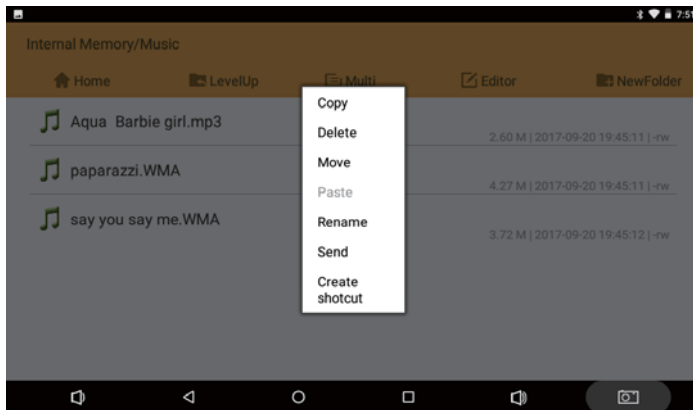 7:51
Internal Memory/Music
Home LevelUp Multi Editor NewFolder
Aqua Barbie girl.mp3
2.60 M | 2017-09-20 19:45:11 | -rw
paparazzi.WMA
4.27 M | 2017-09-20 19:45:11 | -rw
say you say me.WMA
3.72 M | 2017-09-20 19:45:12 | -rw
Copy
Delete
Move
Paste
Rename
Send
Create
shotcut